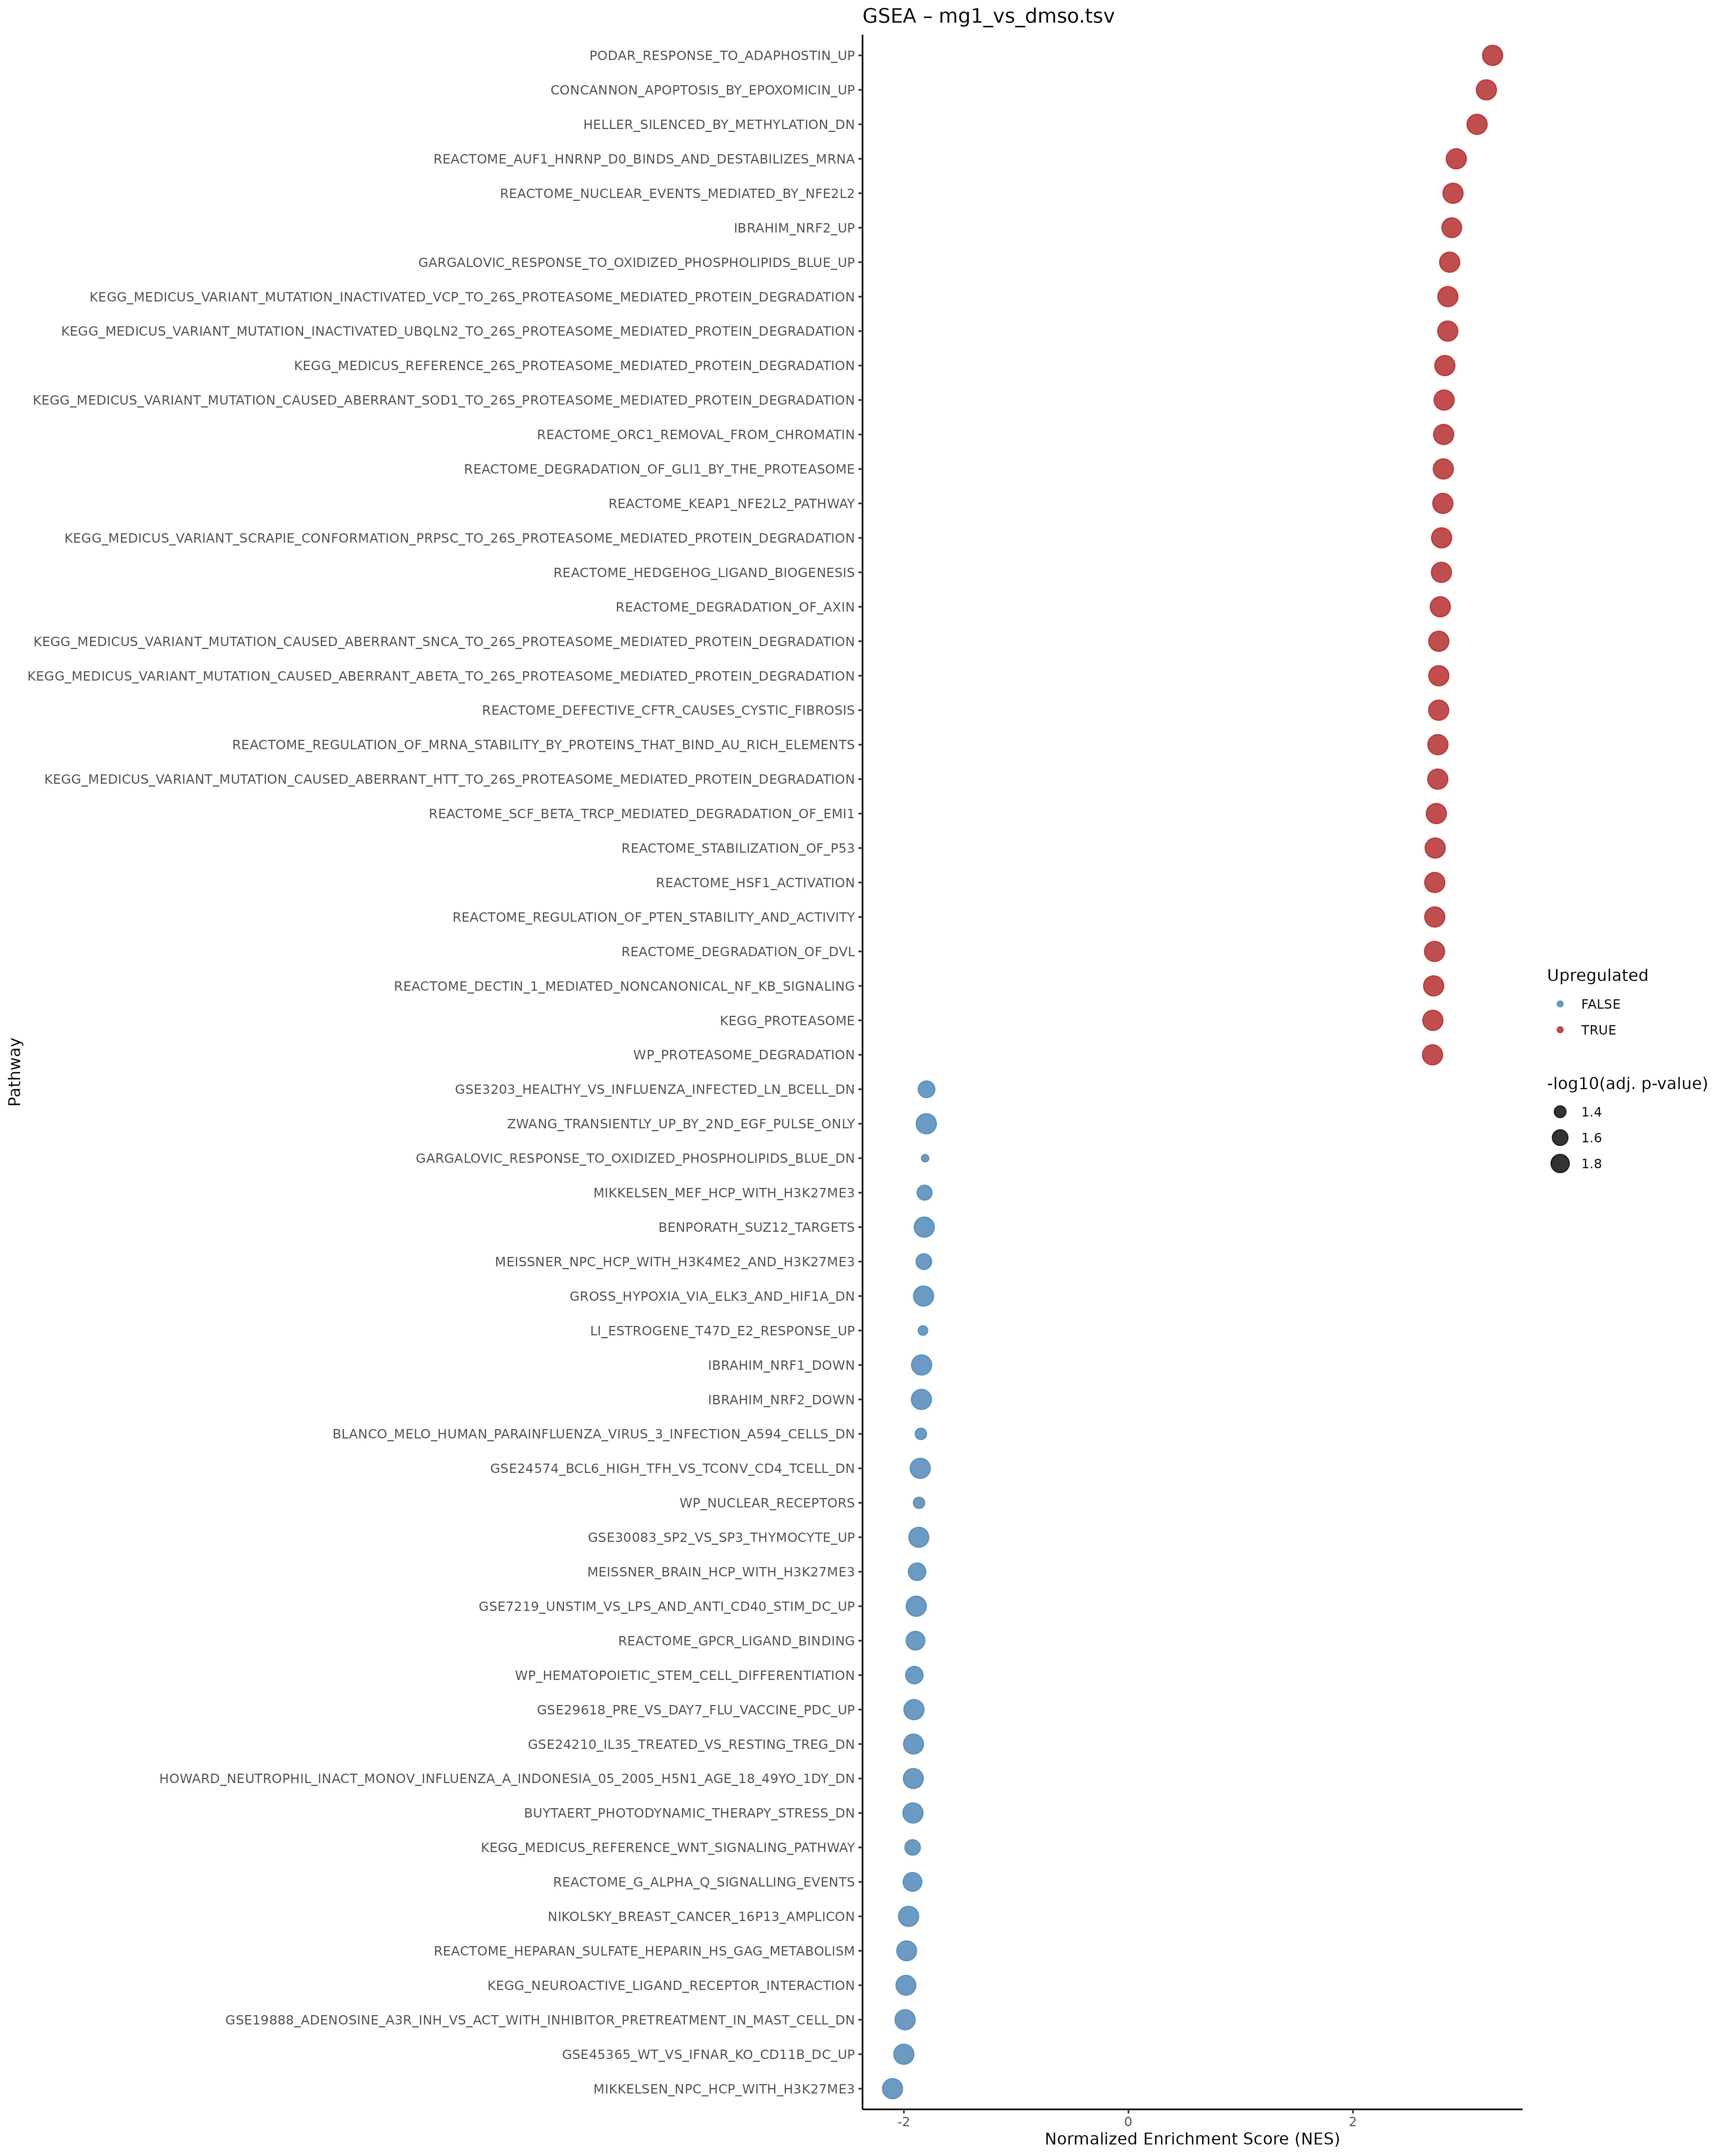 GSEA – mg1_vs_dmso.tsv
PODAR_RESPONSE_TO_ADAPHOSTIN_UP
CONCANNON_APOPTOSIS_BY_EPOXOMICIN_UP
HELLER_SILENCED_BY_METHYLATION_DN
REACTOME_AUF1_HNRNP_D0_BINDS_AND_DESTABILIZES_MRNA
REACTOME_NUCLEAR_EVENTS_MEDIATED_BY_NFE2L2
IBRAHIM_NRF2_UP
GARGALOVIC_RESPONSE_TO_OXIDIZED_PHOSPHOLIPIDS_BLUE_UP
KEGG_MEDICUS_VARIANT_MUTATION_INACTIVATED_VCP_TO_26S_PROTEASOME_MEDIATED_PROTEIN_DEGRADATION
KEGG_MEDICUS_VARIANT_MUTATION_INACTIVATED_UBQLN2_TO_26S_PROTEASOME_MEDIATED_PROTEIN_DEGRADATION
KEGG_MEDICUS_REFERENCE_26S_PROTEASOME_MEDIATED_PROTEIN_DEGRADATION
KEGG_MEDICUS_VARIANT_MUTATION_CAUSED_ABERRANT_SOD1_TO_26S_PROTEASOME_MEDIATED_PROTEIN_DEGRADATION
REACTOME_ORC1_REMOVAL_FROM_CHROMATIN
REACTOME_DEGRADATION_OF_GLI1_BY_THE_PROTEASOME
REACTOME_KEAP1_NFE2L2_PATHWAY
KEGG_MEDICUS_VARIANT_SCRAPIE_CONFORMATION_PRPSC_TO_26S_PROTEASOME_MEDIATED_PROTEIN_DEGRADATION
REACTOME_HEDGEHOG_LIGAND_BIOGENESIS
REACTOME_DEGRADATION_OF_AXIN
KEGG_MEDICUS_VARIANT_MUTATION_CAUSED_ABERRANT_SNCA_TO_26S_PROTEASOME_MEDIATED_PROTEIN_DEGRADATION
KEGG_MEDICUS_VARIANT_MUTATION_CAUSED_ABERRANT_ABETA_TO_26S_PROTEASOME_MEDIATED_PROTEIN_DEGRADATION
REACTOME_DEFECTIVE_CFTR_CAUSES_CYSTIC_FIBROSIS
REACTOME_REGULATION_OF_MRNA_STABILITY_BY_PROTEINS_THAT_BIND_AU_RICH_ELEMENTS
KEGG_MEDICUS_VARIANT_MUTATION_CAUSED_ABERRANT_HTT_TO_26S_PROTEASOME_MEDIATED_PROTEIN_DEGRADATION
REACTOME_SCF_BETA_TRCP_MEDIATED_DEGRADATION_OF_EMI1
REACTOME_STABILIZATION_OF_P53
REACTOME_HSF1_ACTIVATION
REACTOME_REGULATION_OF_PTEN_STABILITY_AND_ACTIVITY
REACTOME_DEGRADATION_OF_DVL
REACTOME_DECTIN_1_MEDIATED_NONCANONICAL_NF_KB_SIGNALING
KEGG_PROTEASOME
WP_PROTEASOME_DEGRADATION
GSE3203_HEALTHY_VS_INFLUENZA_INFECTED_LN_BCELL_DN
ZWANG_TRANSIENTLY_UP_BY_2ND_EGF_PULSE_ONLY
GARGALOVIC_RESPONSE_TO_OXIDIZED_PHOSPHOLIPIDS_BLUE_DN
MIKKELSEN_MEF_HCP_WITH_H3K27ME3
BENPORATH_SUZ12_TARGETS
MEISSNER_NPC_HCP_WITH_H3K4ME2_AND_H3K27ME3
GROSS_HYPOXIA_VIA_ELK3_AND_HIF1A_DN
LI_ESTROGENE_T47D_E2_RESPONSE_UP
IBRAHIM_NRF1_DOWN
IBRAHIM_NRF2_DOWN
BLANCO_MELO_HUMAN_PARAINFLUENZA_VIRUS_3_INFECTION_A594_CELLS_DN
GSE24574_BCL6_HIGH_TFH_VS_TCONV_CD4_TCELL_DN
WP_NUCLEAR_RECEPTORS
GSE30083_SP2_VS_SP3_THYMOCYTE_UP
MEISSNER_BRAIN_HCP_WITH_H3K27ME3
GSE7219_UNSTIM_VS_LPS_AND_ANTI_CD40_STIM_DC_UP
REACTOME_GPCR_LIGAND_BINDING
WP_HEMATOPOIETIC_STEM_CELL_DIFFERENTIATION
GSE29618_PRE_VS_DAY7_FLU_VACCINE_PDC_UP
GSE24210_IL35_TREATED_VS_RESTING_TREG_DN
HOWARD_NEUTROPHIL_INACT_MONOV_INFLUENZA_A_INDONESIA_05_2005_H5N1_AGE_18_49YO_1DY_DN
BUYTAERT_PHOTODYNAMIC_THERAPY_STRESS_DN
KEGG_MEDICUS_REFERENCE_WNT_SIGNALING_PATHWAY
REACTOME_G_ALPHA_Q_SIGNALLING_EVENTS
NIKOLSKY_BREAST_CANCER_16P13_AMPLICON
REACTOME_HEPARAN_SULFATE_HEPARIN_HS_GAG_METABOLISM
KEGG_NEUROACTIVE_LIGAND_RECEPTOR_INTERACTION
GSE19888_ADENOSINE_A3R_INH_VS_ACT_WITH_INHIBITOR_PRETREATMENT_IN_MAST_CELL_DN
GSE45365_WT_VS_IFNAR_KO_CD11B_DC_UP
MIKKELSEN_NPC_HCP_WITH_H3K27ME3
Pathway
-2 0 2
Normalized Enrichment Score (NES)
Upregulated
FALSE
TRUE
-log10(adj. p-value)
1.4
1.6
1.8